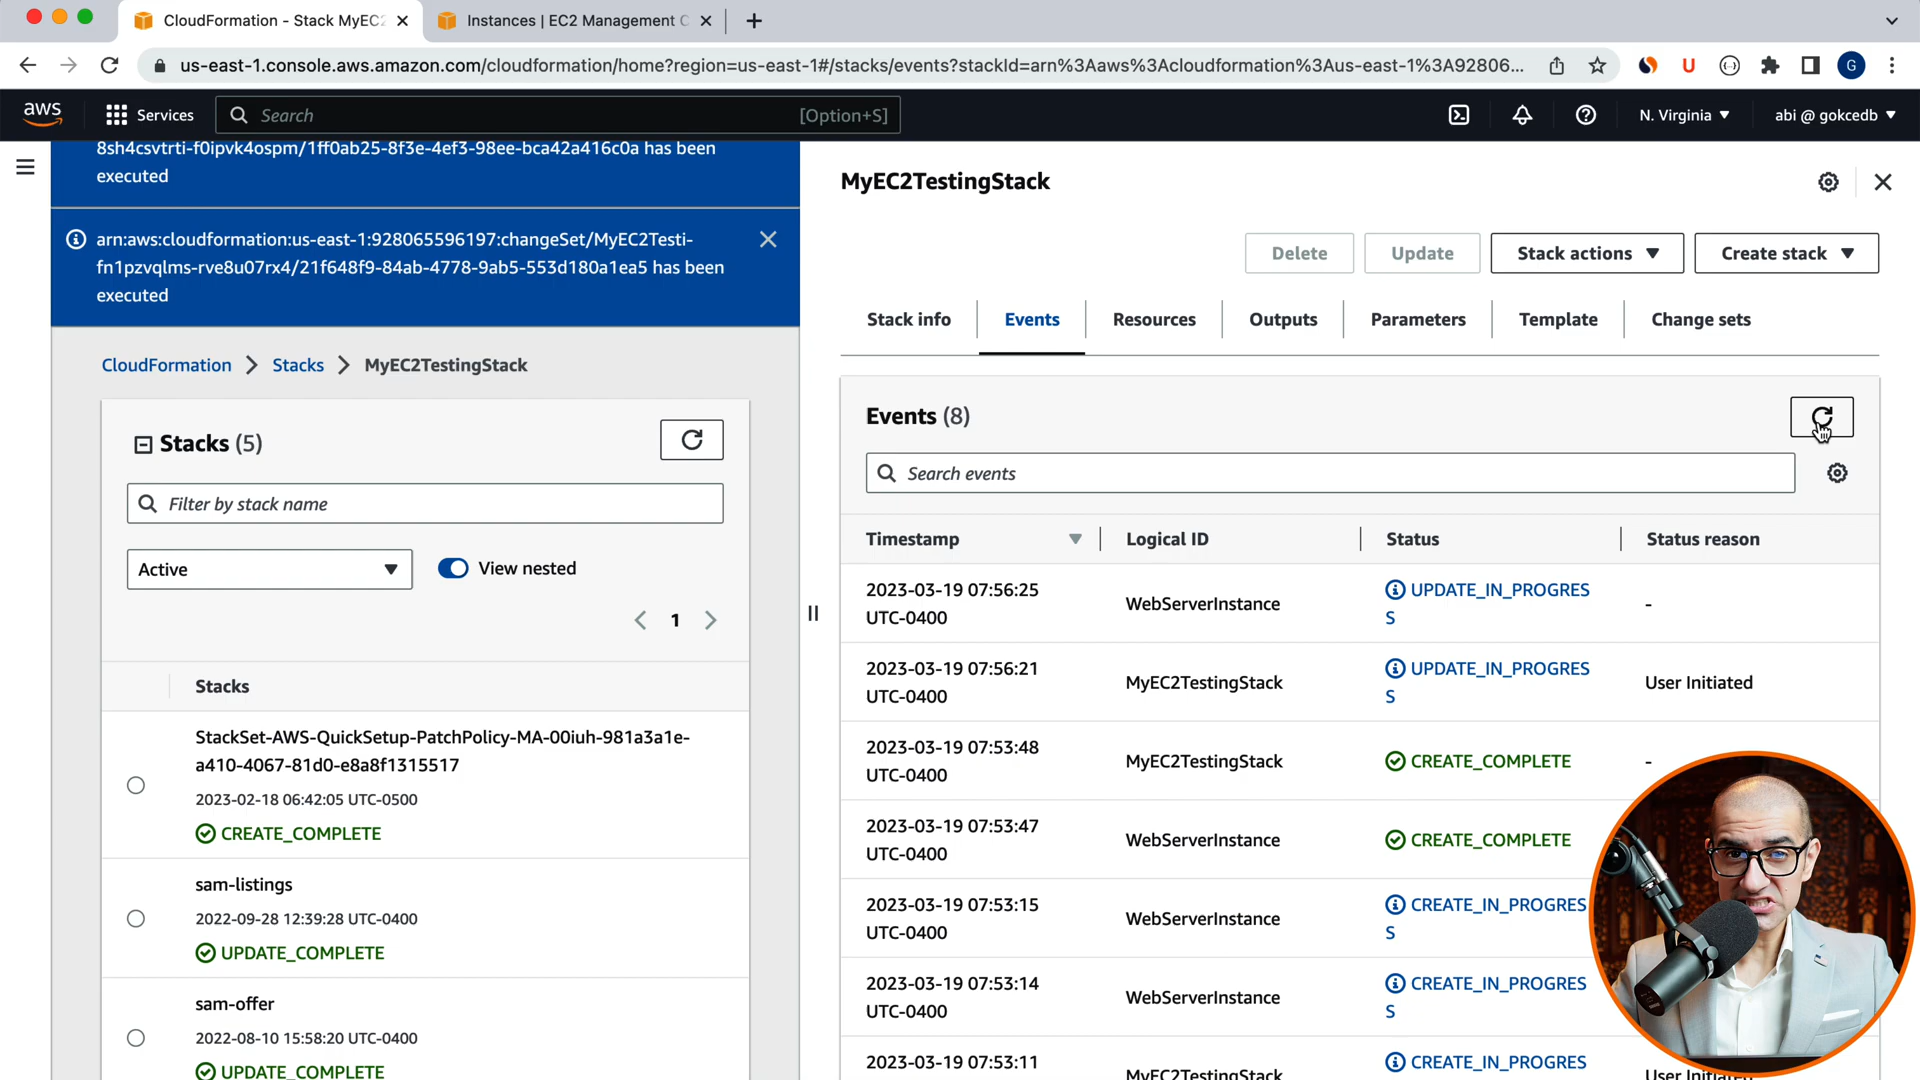 CloudFormation - Stack MyEC2
Instances | EC2 Management C
us-east-1.console.aws.amazon.com/cloudformation/home?region=us-east-1#/stacks/events?stackId=arn%3Aaws%3Acloudformation%3Aus-east-1%3A92806...
U
G
aws
Services
Search
[Option+S]
N. Virginia
abi @ gokcedb
8sh4csvtrti-f0ipvk4ospm/1ff0ab25-8f3e-4ef3-98ee-bca42a416c0a has been
executed
arn:aws:cloudformation:us-east-1:928065596197:changeSet/MyEC2Testi-
fn1pzvqlms-rve8u07rx4/21f648f9-84ab-4778-9ab5-553d180a1ea5 has been
executed
CloudFormation
Stacks
MyEC2TestingStack
Stacks (5)
Filter by stack name
Active
View nested
1
Stacks
StackSet-AWS-QuickSetup-PatchPolicy-MA-00iuh-981a3a1e-
a410-4067-81d0-e8a8f1315517
2023-02-18 06:42:05 UTC-0500
CREATE_COMPLETE
sam-listings
2022-09-28 12:39:28 UTC-0400
UPDATE_COMPLETE
sam-offer
2022-08-10 15:58:20 UTC-0400
UPDATE_COMPLETE
MyEC2TestingStack
Delete
Update
Stack actions
Create stack
Stack info
Events
Resources
Outputs
Parameters
Template
Change sets
Events (8)
Search events
Timestamp
Logical ID
Status
Status reason
2023-03-19 07:56:25
UTC-0400
WebServerInstance
UPDATE_IN_PROGRES
S
-
2023-03-19 07:56:21
UTC-0400
MyEC2TestingStack
UPDATE_IN_PROGRES
S
User Initiated
2023-03-19 07:53:48
UTC-0400
MyEC2TestingStack
CREATE_COMPLETE
-
2023-03-19 07:53:47
UTC-0400
WebServerInstance
CREATE_COMPLETE
2023-03-19 07:53:15
UTC-0400
WebServerInstance
CREATE_IN_PROGRES
S
2023-03-19 07:53:14
UTC-0400
WebServerInstance
CREATE_IN_PROGRES
S
2023-03-19 07:53:11
MyEC2TestingStack
CREATE_IN_PROGRES
User